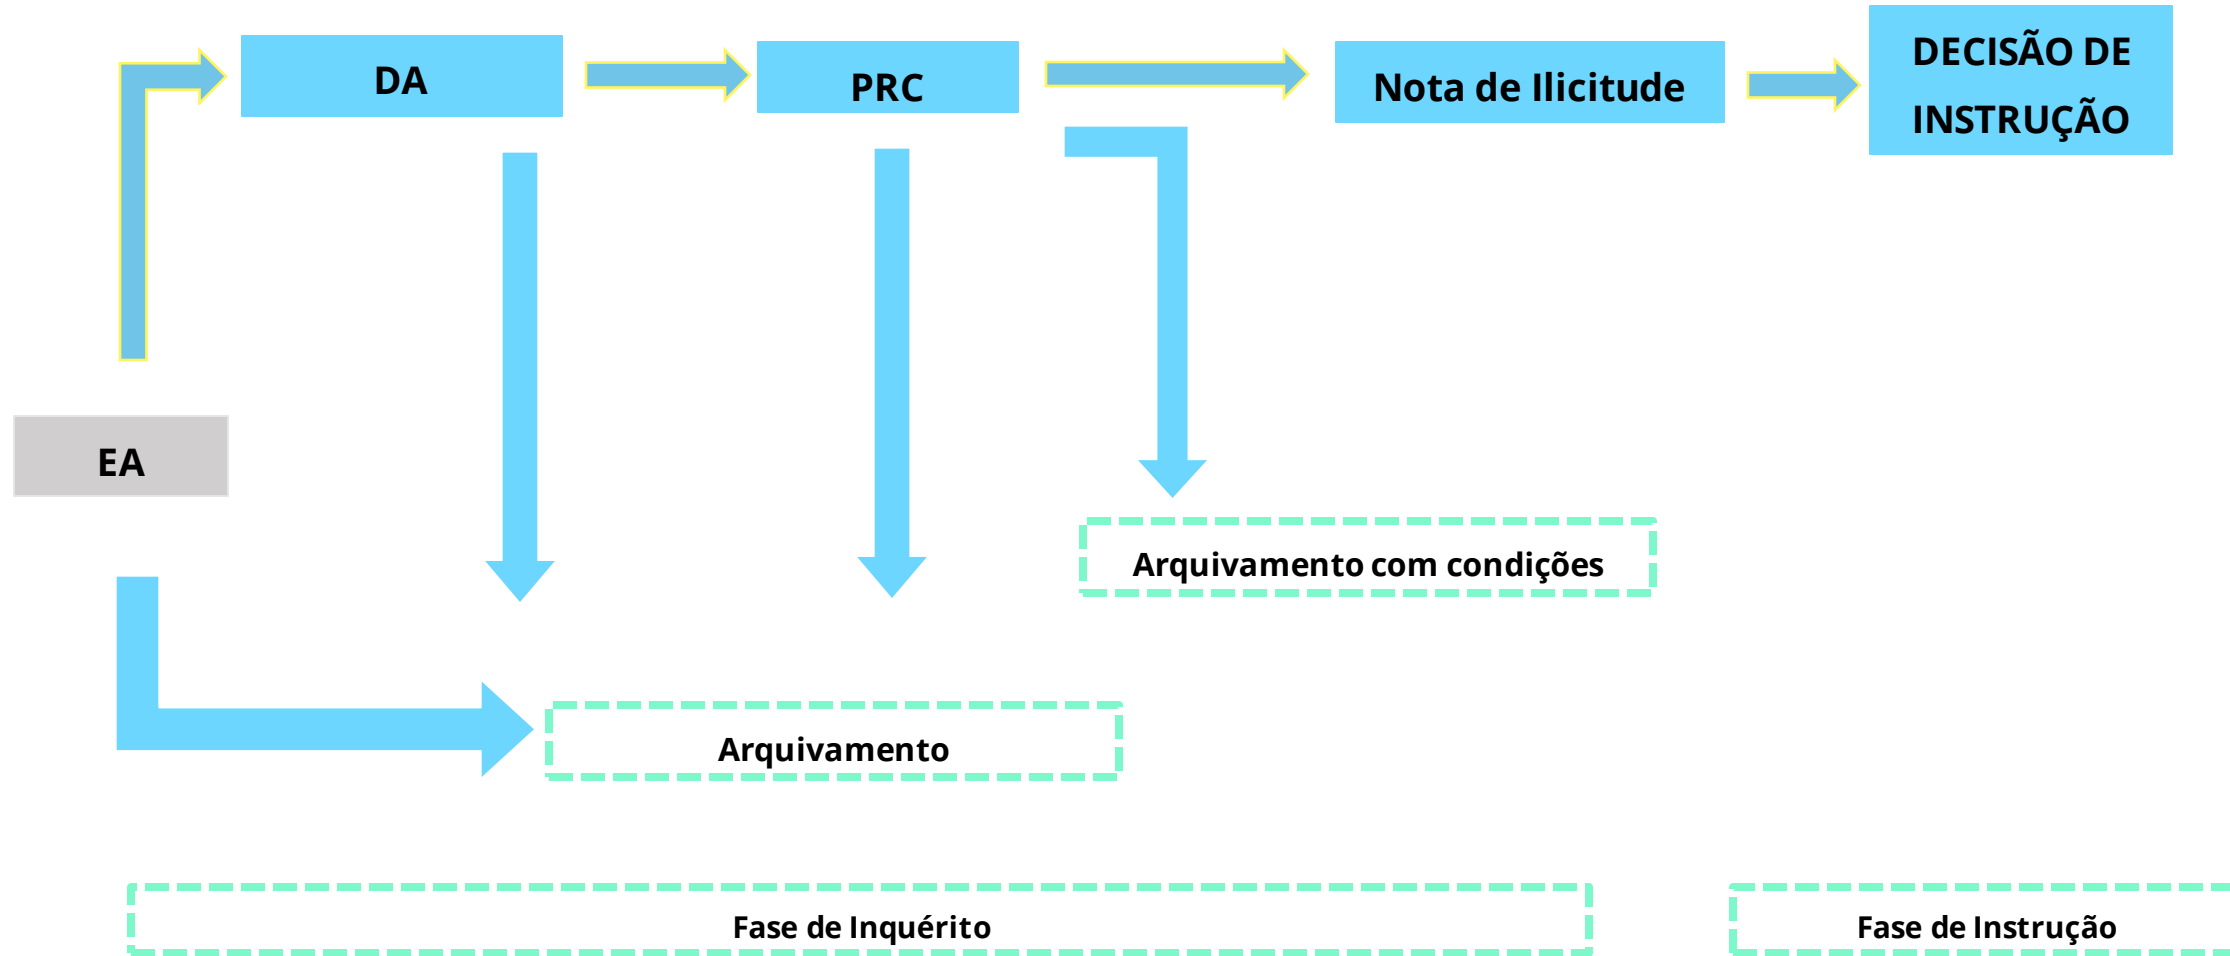 DA
PRC
Nota de Ilicitude
DECISÃO DE
INSTRUÇÃO
EA
Arquivamento com condições
Arquivamento
Fase de Inquérito
Fase de Instrução